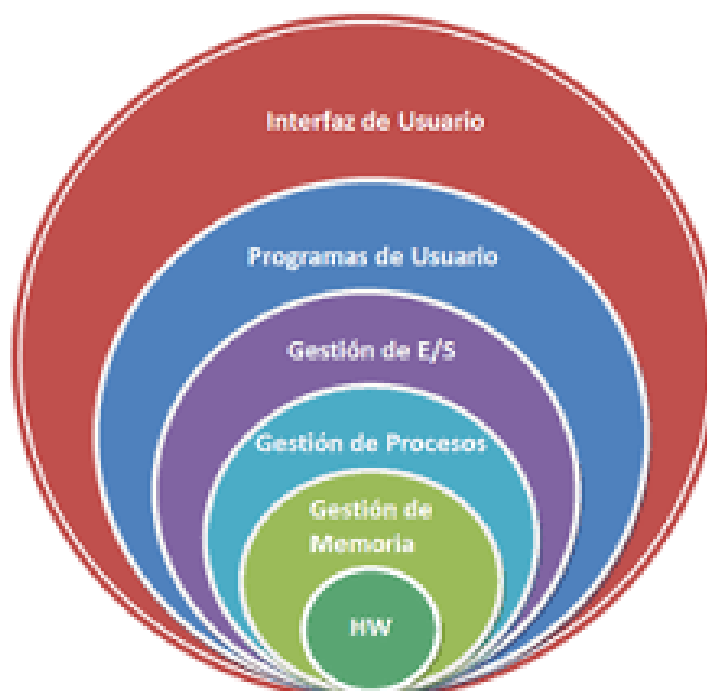 Interfaz de Usuario
Programas de Usuario
Gestión de E/S
Gestión de Procesos
Gestión de
Memoria
HW